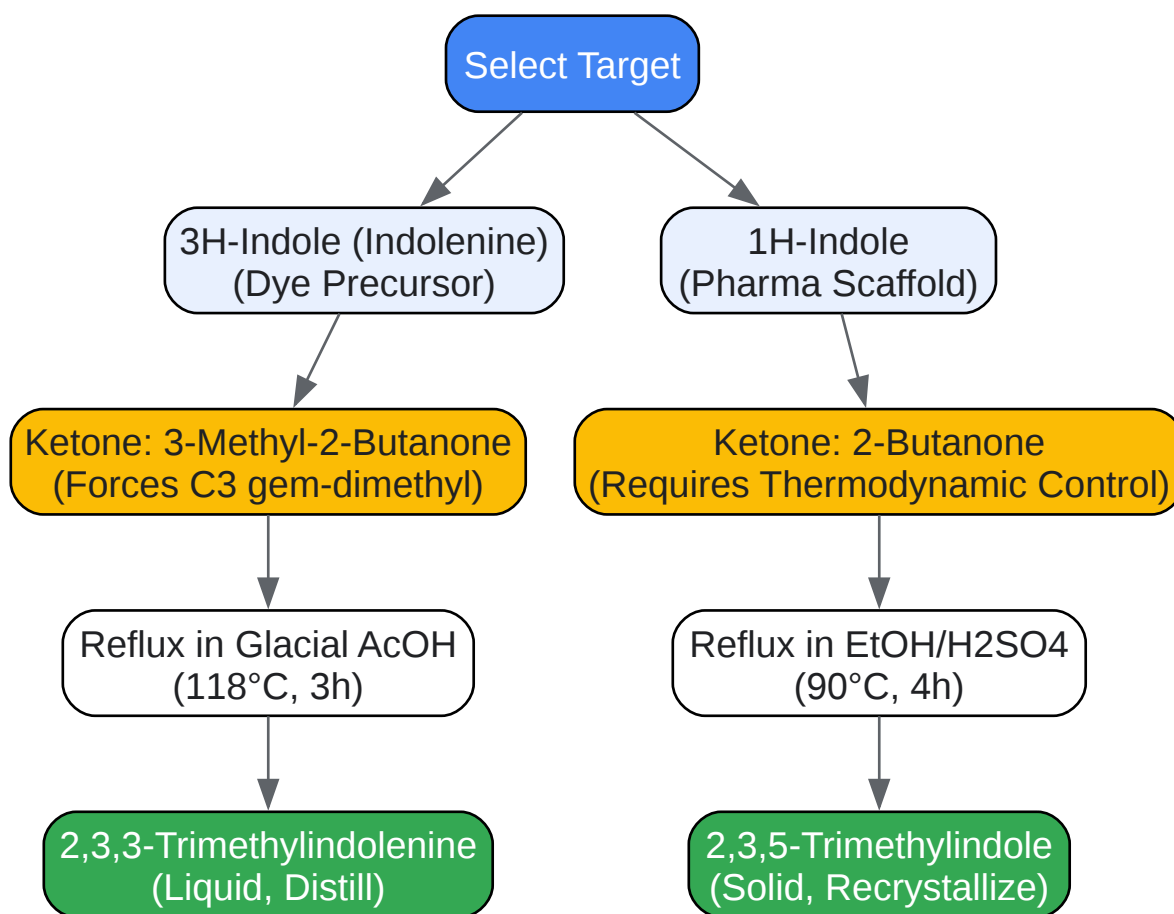 Select Target
3H-Indole (Indolenine)
(Dye Precursor)
1H-Indole
(Pharma Scaffold)
Ketone: 3-Methyl-2-Butanone
(Forces C3 gem-dimethyl)
Ketone: 2-Butanone
(Requires Thermodynamic Control)
Reflux in Glacial AcOH
(118°C, 3h)
Reflux in EtOH/H2SO4
(90°C, 4h)
2,3,3-Trimethylindolenine
(Liquid, Distill)
2,3,5-Trimethylindole
(Solid, Recrystallize)